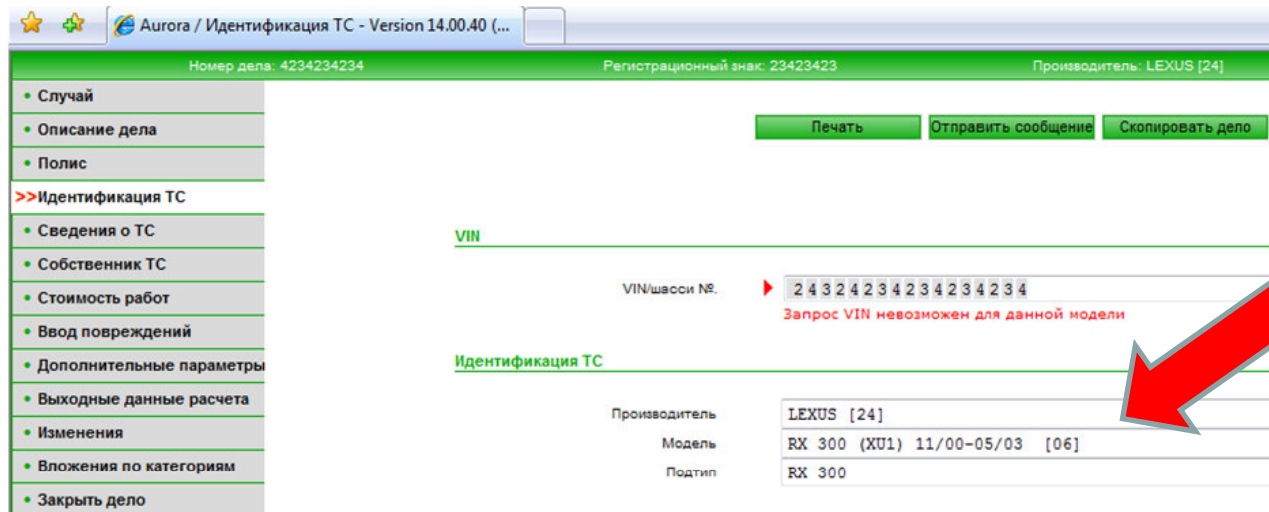 Aurora / Идентификация ТС - Version 14.00.40 (...
Номер дела: 4234234234 Регистрационный знак: 23423423 Производитель: LEXUS [24]
• Случай
• Описание дела
Печать Отправить сообщение Скопировать дело
• Полис
>>Идентификация ТС
• Сведения о ТС
VIN
• Собственник ТС
• Стоимость работ
VIN/шасси №. 24324234234234234
Запрос VIN невозможен для данной модели
• Ввод повреждений
• Дополнительные параметры
Идентификация ТС
• Выходные данные расчета
Производитель LEXUS [24]
• Изменения
Модель RX 300 (XU1) 11/00-05/03 [06]
• Вложения по категориям
Подтип RX 300
• Закрыть дело